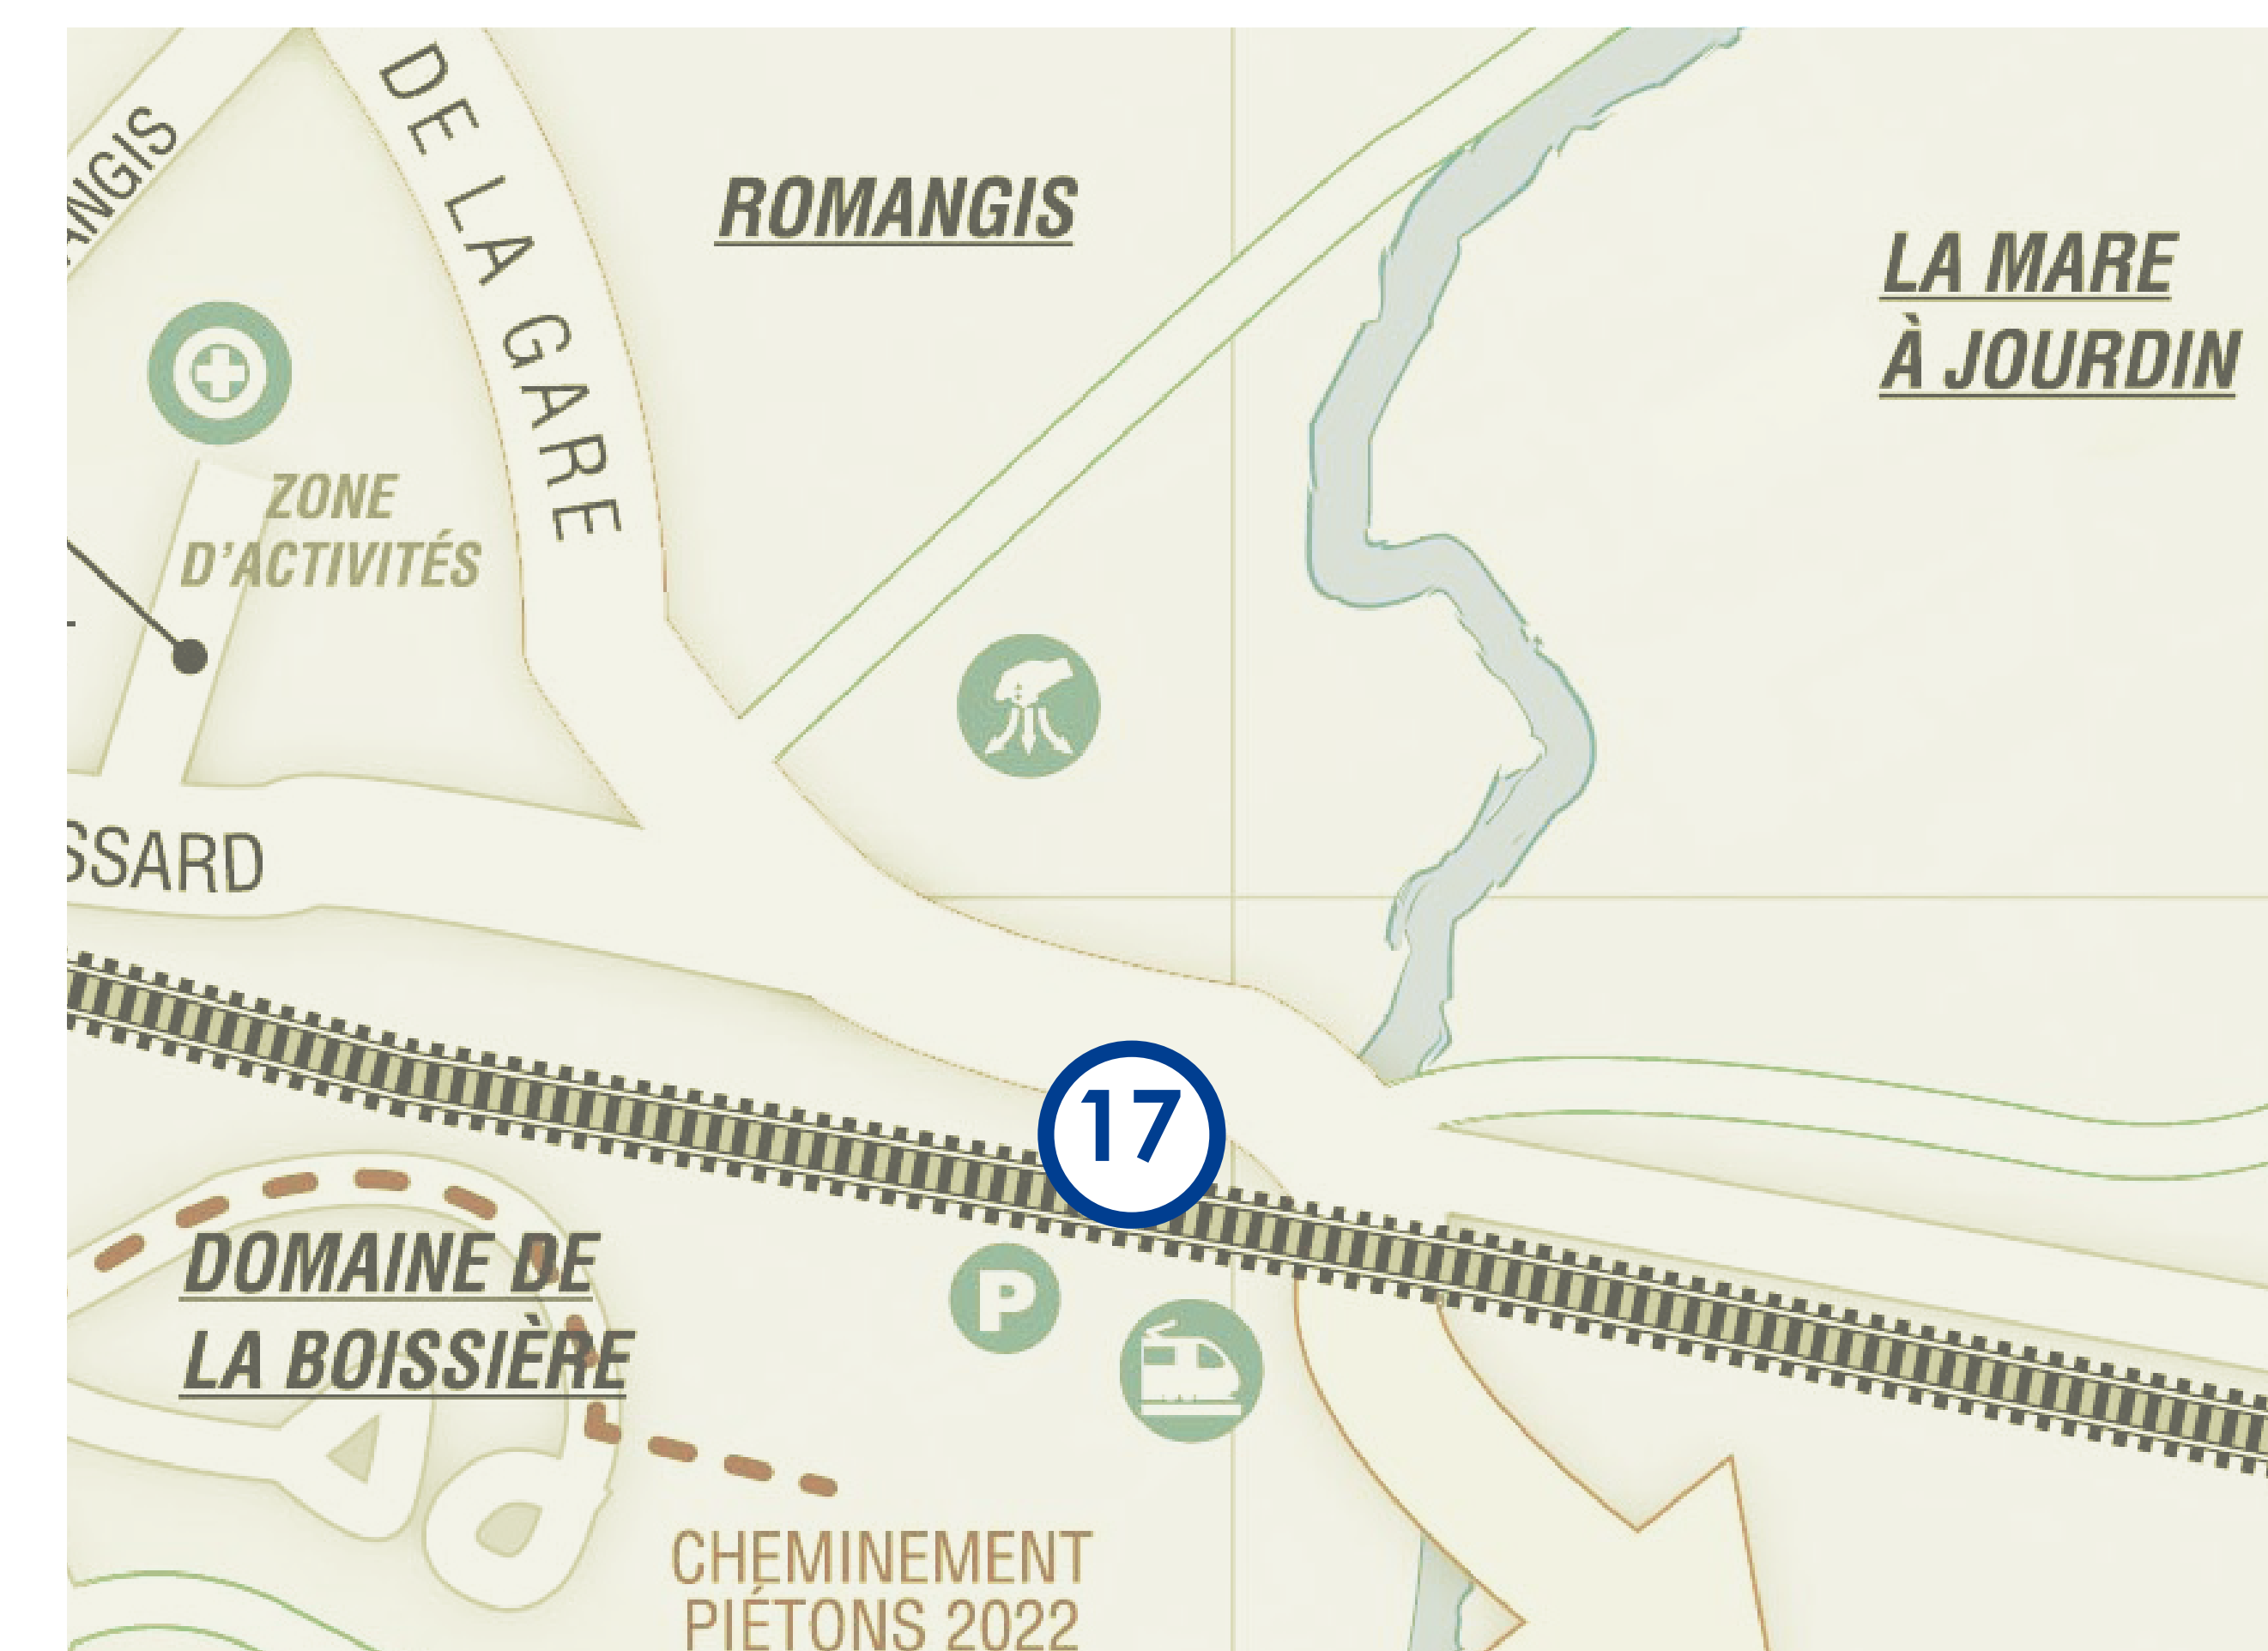 DE LA GARE
ANGIS
ROMANGIS
LA MARE
À JOURDIN
ZONE
D'ACTIVITÉS
SSARD
17
P
DOMAINE DE
LA BOISSIÈRE
CHEMINEMENT
PIÉTONS 2022